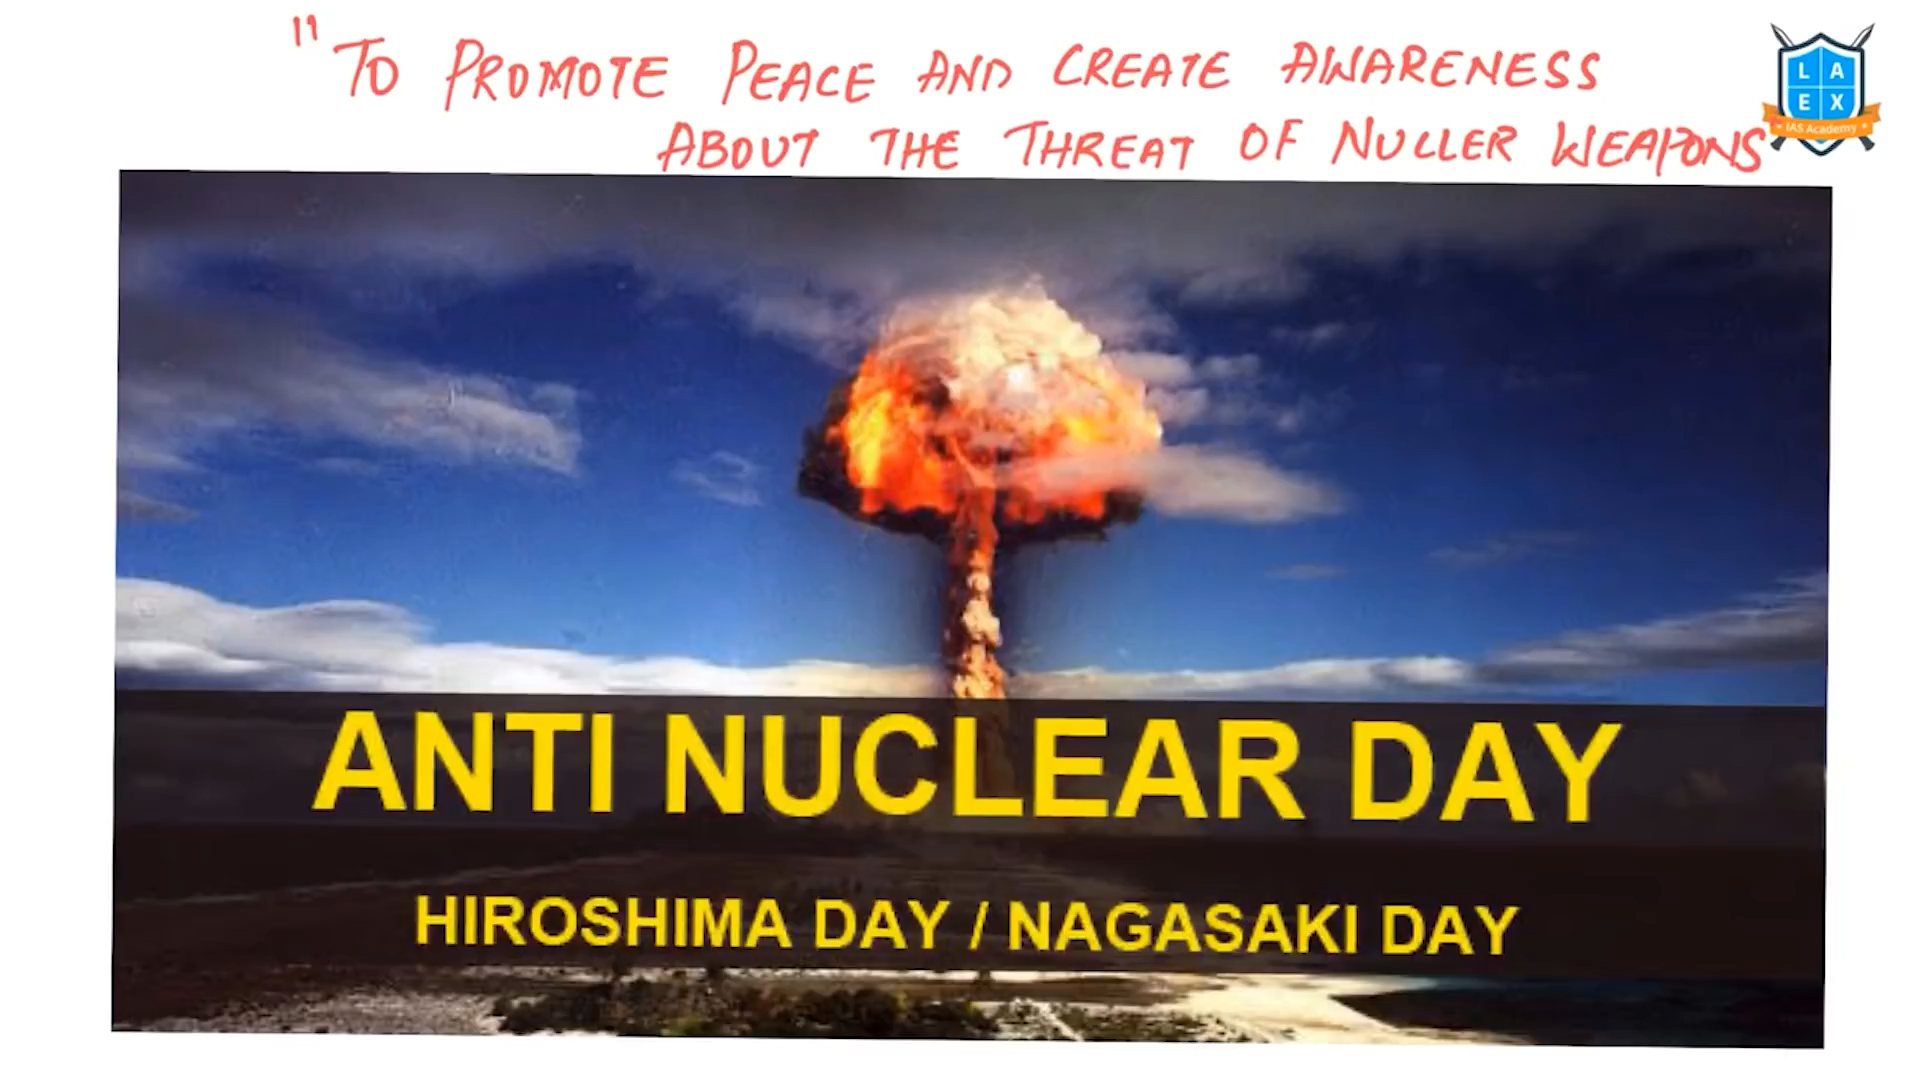 "TO PROMOTE PEACE AND CREATE AWARENESS
ABOUT THE THREAT OF NULLER WEAPONS
L A
E X
IAS Academy
ANTI NUCLEAR DAY
HIROSHIMA DAY / NAGASAKI DAY